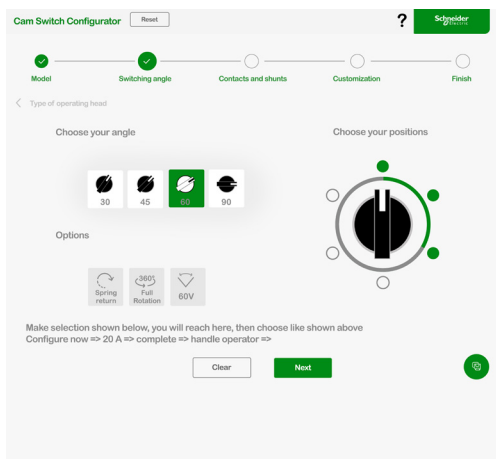 Cam Switch Configurator
Reset
?
Schneider
Electric
Model
Switching angle
Contacts and shunts
Customization
Finish
Type of operating head
Choose your angle
Choose your positions
30
45
60
90
Options
Spring
return
360°
Full
Rotation
60V
Make selection shown below, you will reach here, then choose like shown above
Configure now => 20 A => complete => handle operator =>
Clear
Next